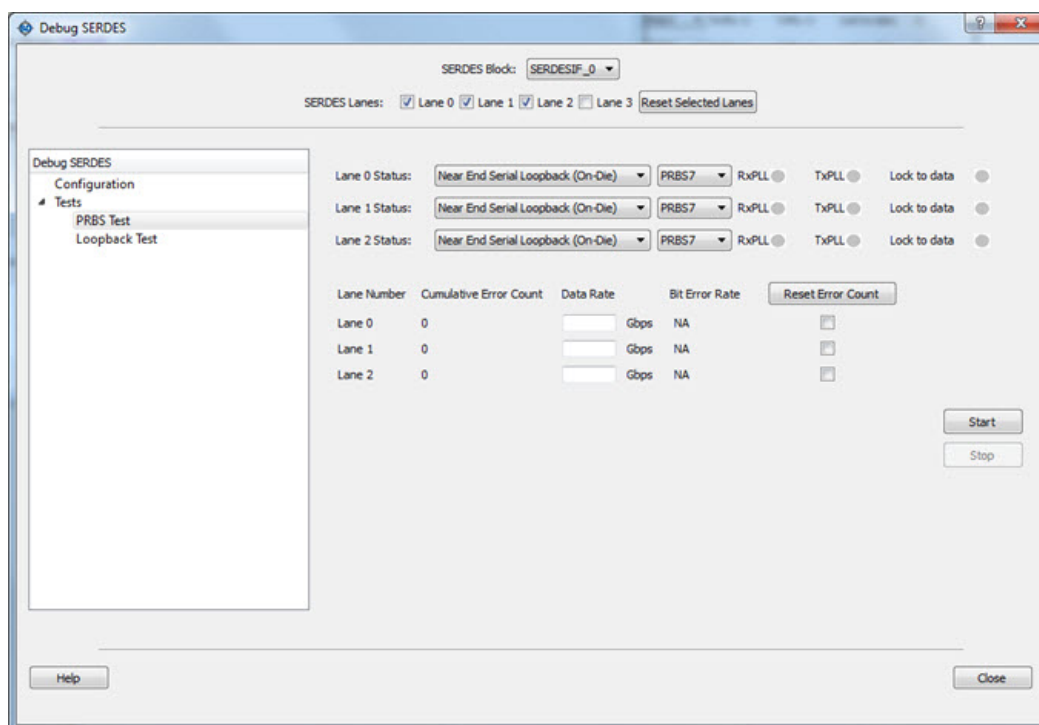 Debug SERDES
SERDES Block: SERDESIF_0
SERDES Lanes: Lane 0 Lane 1 Lane 2 Lane 3 Reset Selected Lanes
Debug SERDES
Configuration
Tests
PRBS Test
Loopback Test
Lane 0 Status: Near End Serial Loopback (On-Die) PRBS7 RxPLL TxPLL Lock to data
Lane 1 Status: Near End Serial Loopback (On-Die) PRBS7 RxPLL TxPLL Lock to data
Lane 2 Status: Near End Serial Loopback (On-Die) PRBS7 RxPLL TxPLL Lock to data
Lane Number Cumulative Error Count Data Rate Bit Error Rate Reset Error Count
Lane 0 0 Gbps NA
Lane 1 0 Gbps NA
Lane 2 0 Gbps NA
Start
Stop
Help Close